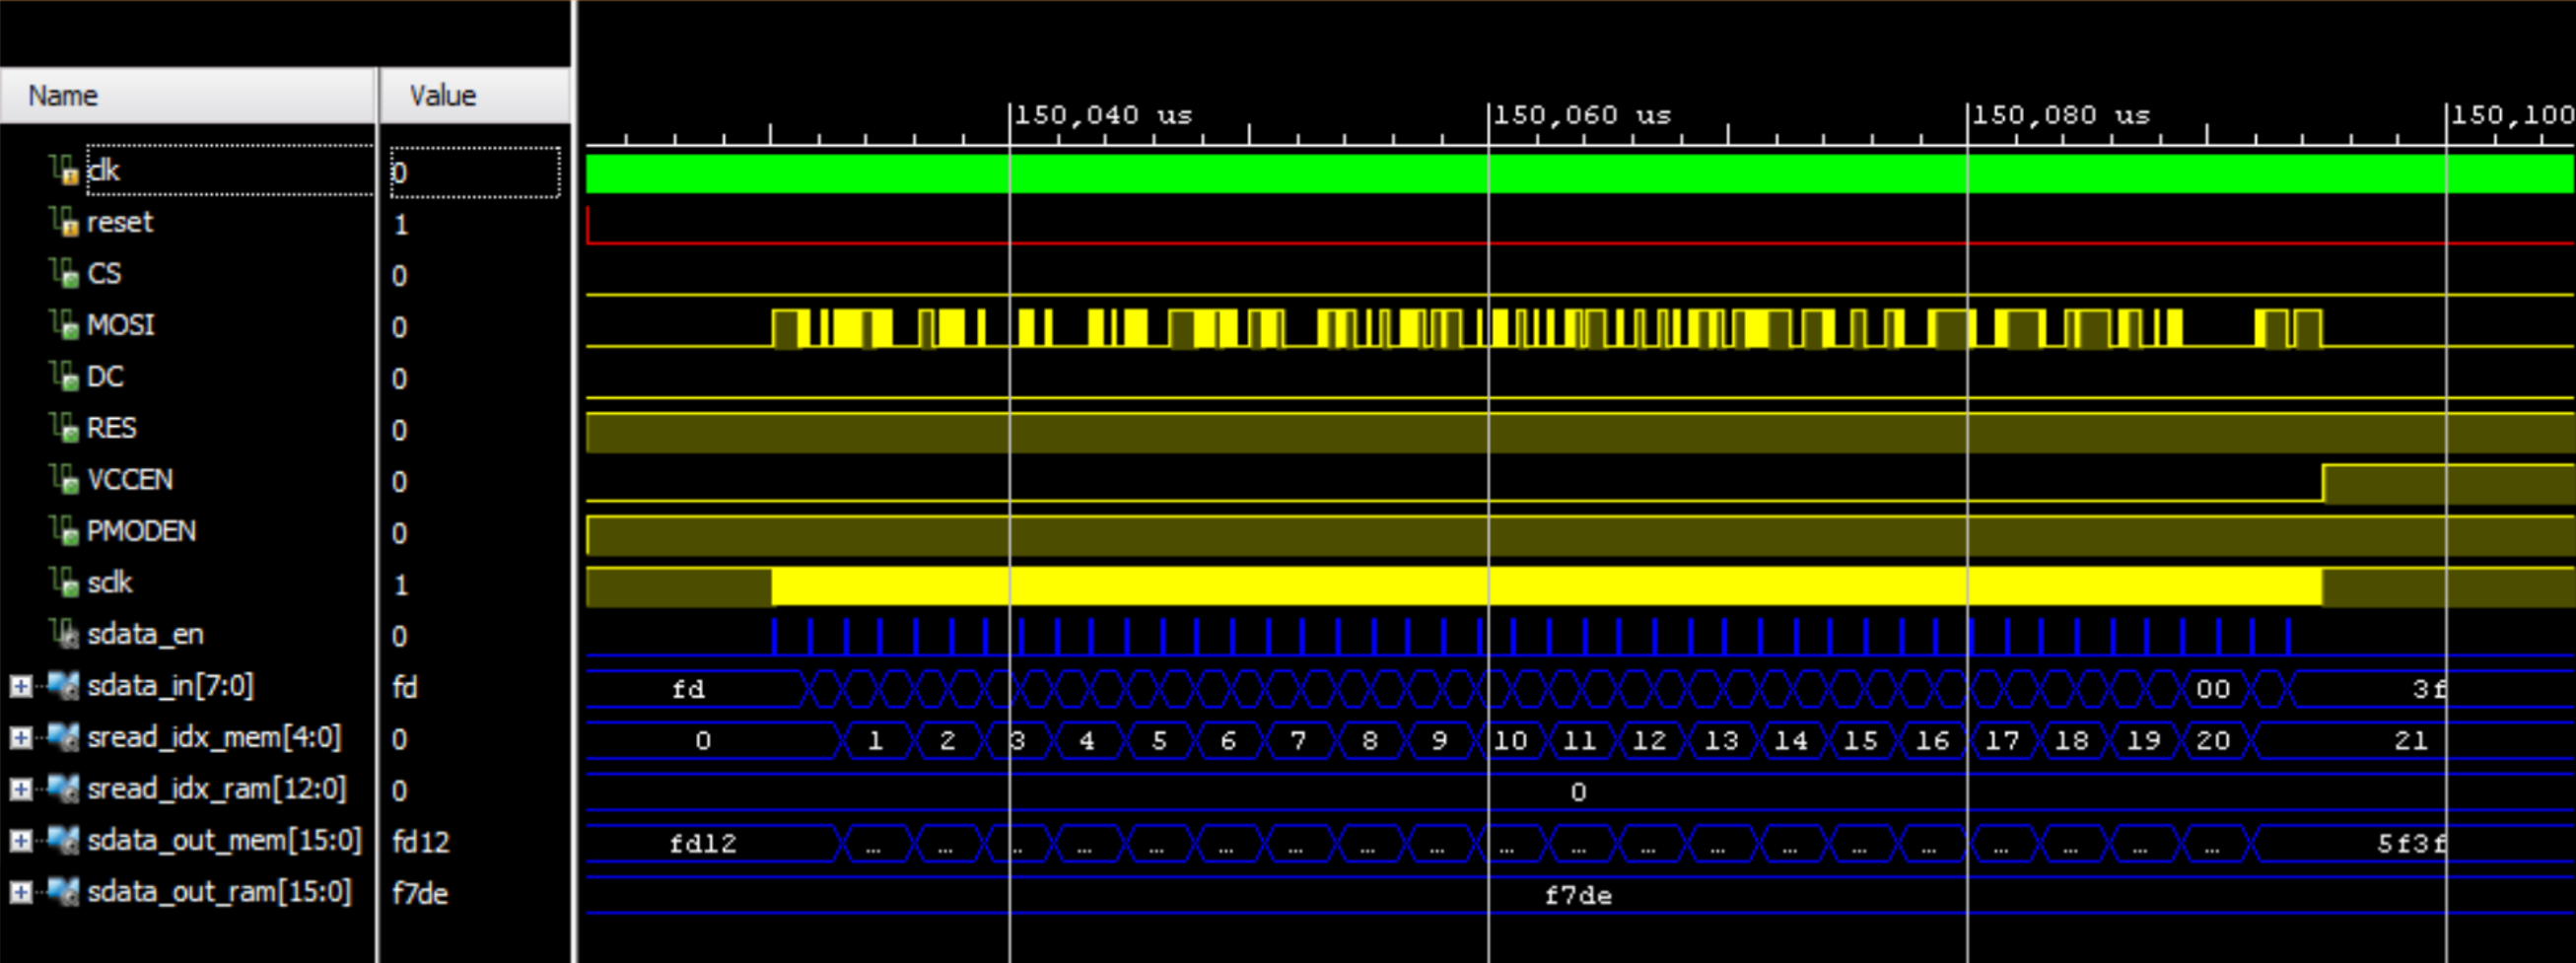 Name Value
150,040 us 150,060 us 150,080 us 150,100
clk 0
reset 1
CS 0
MOSI 0
DC 0
RES 0
VCCEN 0
PMODEN 0
sclk 1
sdata_en 0
sdata_in[7:0] fd fd 00 3f
sread_idx_mem[4:0] 0 0 1 2 3 4 5 6 7 8 9 10 11 12 13 14 15 16 17 18 19 20 21
sread_idx_ram[12:0] 0 0
sdata_out_mem[15:0] fd12 fd12 ... ... .. ... ... ... ... ... ... ... ... ... ... ... ... ... ... ... ... ... 5f3f
sdata_out_ram[15:0] f7de f7de